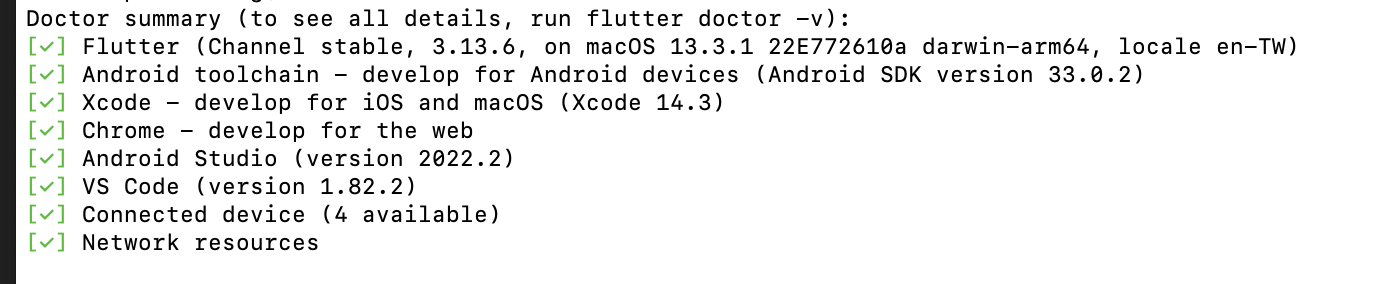 Doctor summary (to see all details, run flutter doctor -v):
[✓] Flutter (Channel stable, 3.13.6, on macOS 13.3.1 22E772610a darwin-arm64, locale en-TW)
[✓] Android toolchain - develop for Android devices (Android SDK version 33.0.2)
[✓] Xcode - develop for iOS and macOS (Xcode 14.3)
[✓] Chrome - develop for the web
[✓] Android Studio (version 2022.2)
[✓] VS Code (version 1.82.2)
[✓] Connected device (4 available)
[✓] Network resources